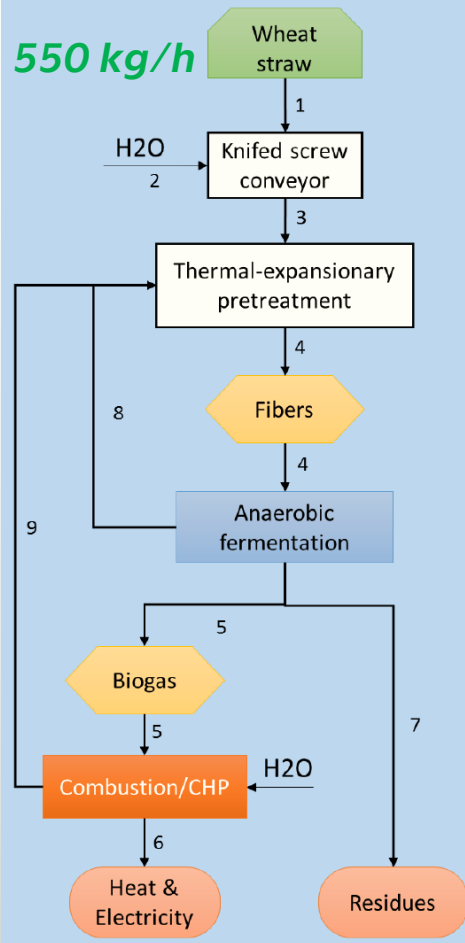 550 kg/h
Wheat
straw
1
H2O
2
Knifed screw
conveyor
3
Thermal-expansionary
pretreatment
4
Fibers
8
4
9
Anaerobic
fermentation
5
Biogas
7
5
Combustion/CHP
H2O
6
Heat &
Electricity
Residues